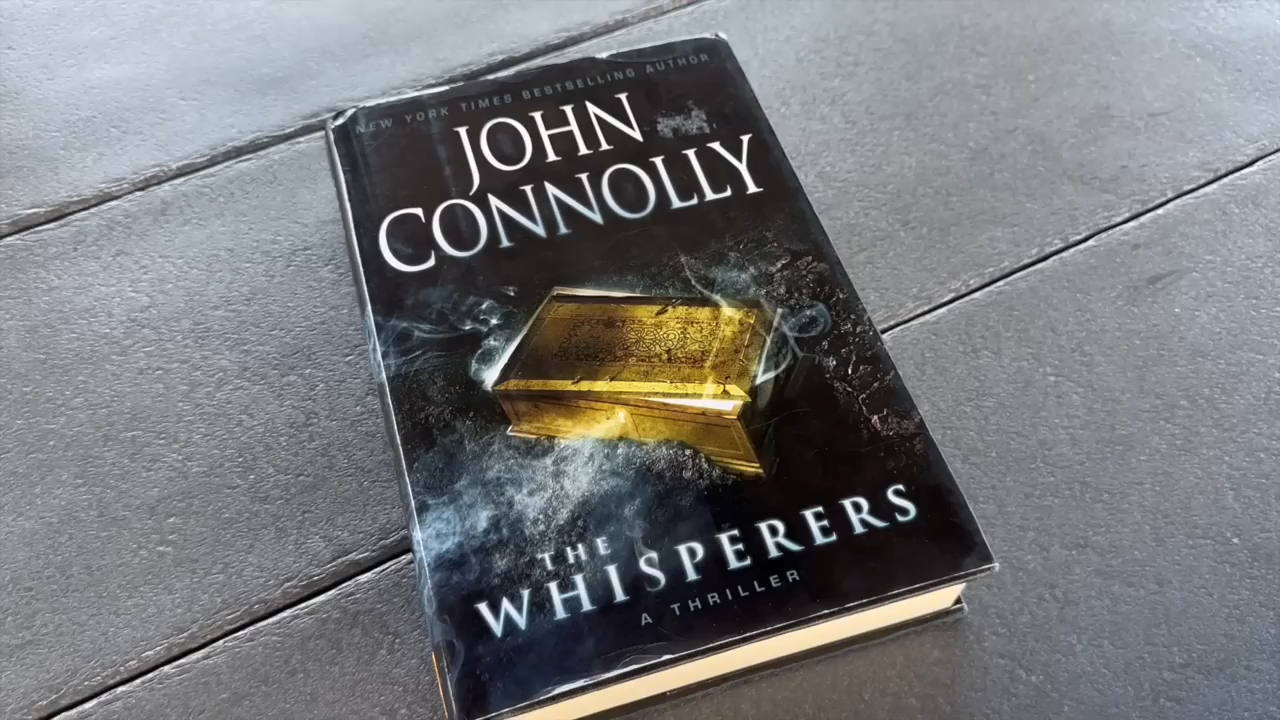 NEW YORK TIMES BESTSELLING AUTHOR
JOHN
CONNOLLY
THE
WHISPERERS
A THRILLER